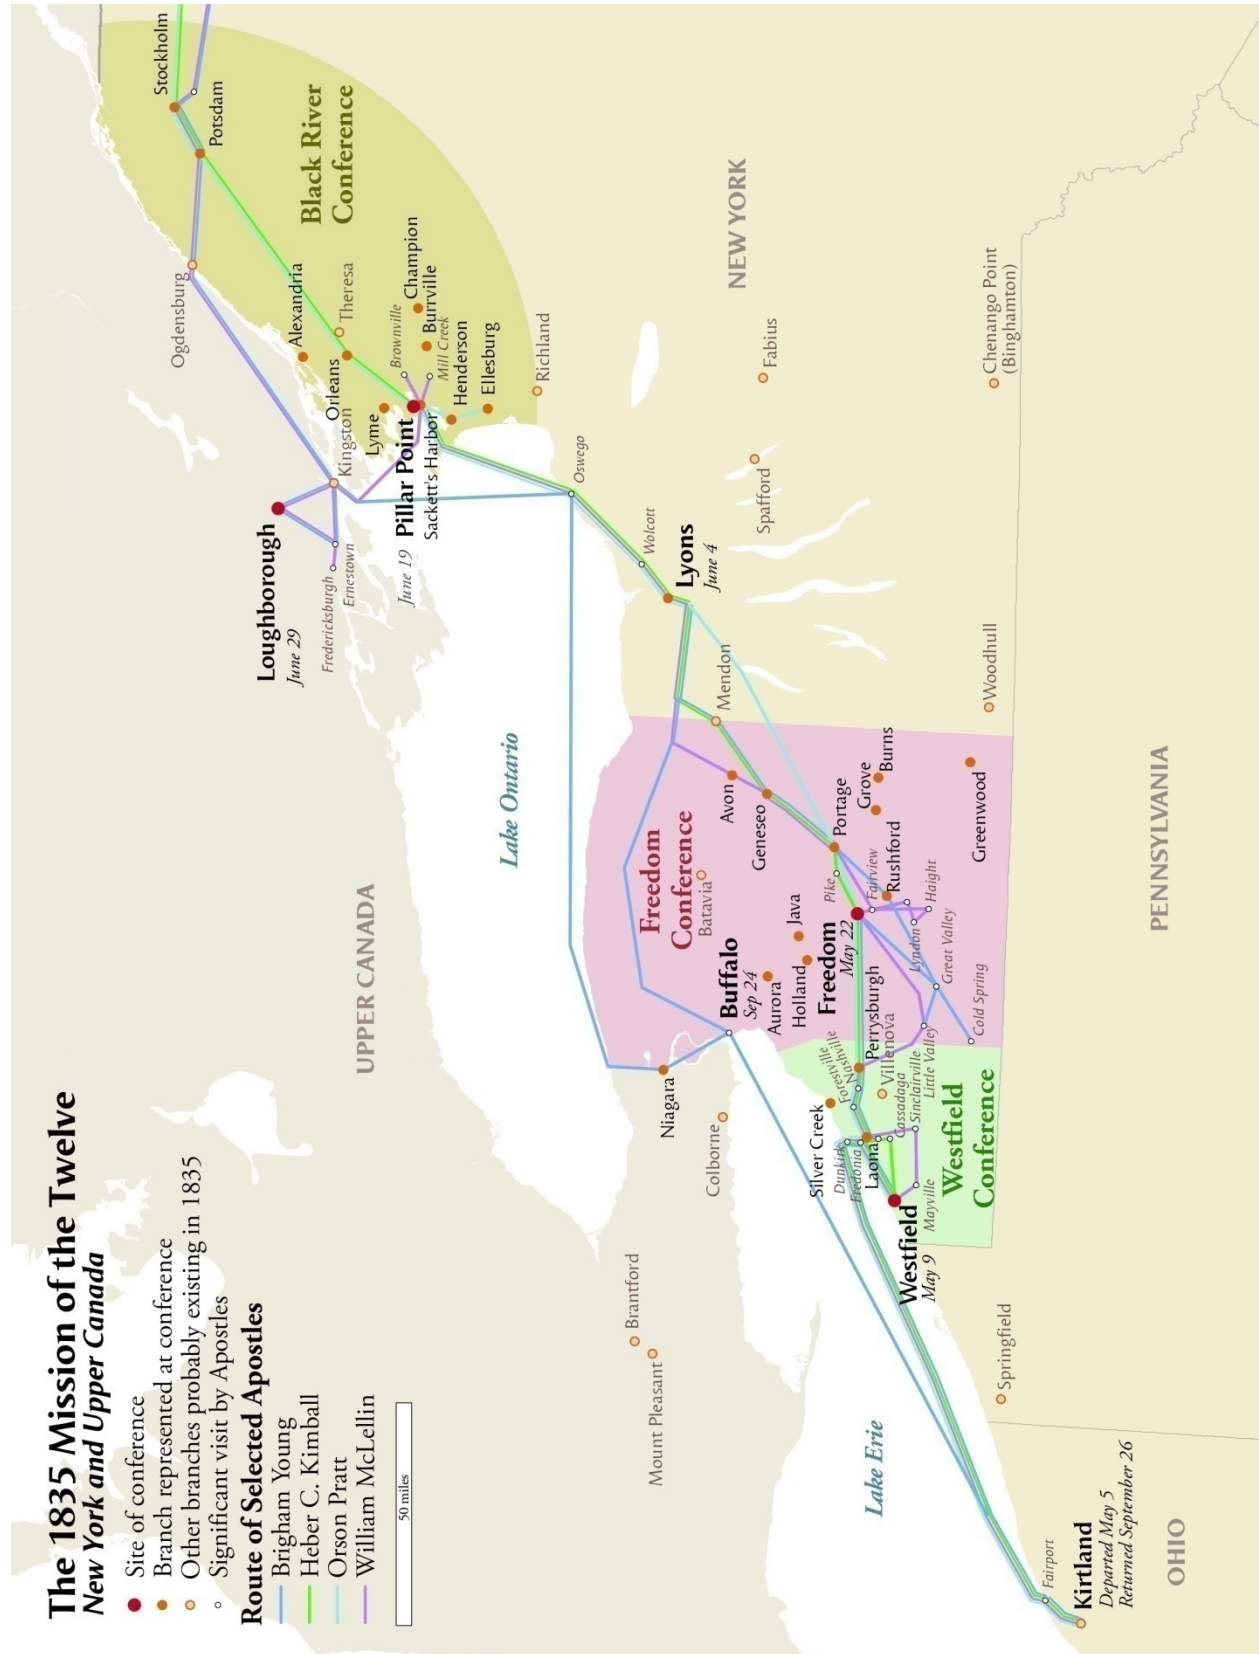 The 1835 Mission of the Twelve
New York and Upper Canada
Site of conference
Branch represented at conference
Other branches probably existing in 1835
Significant visit by Apostles
Route of Selected Apostles
Brigham Young
Heber C. Kimball
Orson Pratt
William McLellin
50 miles
UPPER CANADA
Loughborough
June 29
Fredericksburgh
Ernestown
Kingston
Ogdensburg
Stockholm
Potsdam
Black River
Conference
Alexandria
Theresa
Orleans
Lyme
Brownville
Champion
Burrville
Mill Creek
Pillar Point
June 19
Sackett's Harbor
Henderson
Ellesburg
Richland
Lake Ontario
Oswego
Wolcott
Lyons
June 4
NEW YORK
Fabius
Spafford
Chenango Point
(Binghamton)
Woodhull
Mendon
Freedom
Conference
Batavia
Avon
Geneseo
Portage
Grove
Burns
Greenwood
Pike
Fairview
Rushford
Haight
Lyndon
Great Valley
Cold Spring
Java
Holland
Aurora
Freedom
May 22
Buffalo
Sep 24
Niagara
Colborne
Brantford
Mount Pleasant
Perrysburgh
Villenova
Forestville
Nashville
Silver Creek
Dunkirk
Fredonia
Laona
Cassadaga
Sinclairville
Little Valley
Mayville
Westfield
Conference
Westfield
May 9
Lake Erie
Springfield
PENNSYLVANIA
OHIO
Fairport
Kirtland
Departed May 5
Returned September 26